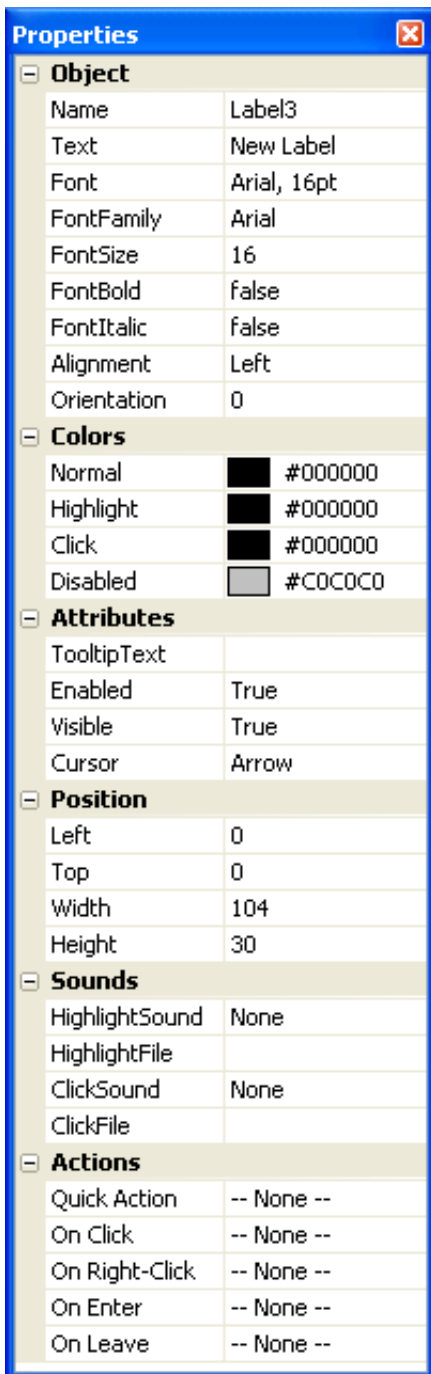 Properties
Object
Name Label3
Text New Label
Font Arial, 16pt
FontFamily Arial
FontSize 16
FontBold false
FontItalic false
Alignment Left
Orientation 0
Colors
Normal #000000
Highlight #000000
Click #000000
Disabled #C0C0C0
Attributes
TooltipText
Enabled True
Visible True
Cursor Arrow
Position
Left 0
Top 0
Width 104
Height 30
Sounds
HighlightSound None
HighlightFile
ClickSound None
ClickFile
Actions
Quick Action -- None --
On Click -- None --
On Right-Click -- None --
On Enter -- None --
On Leave -- None --